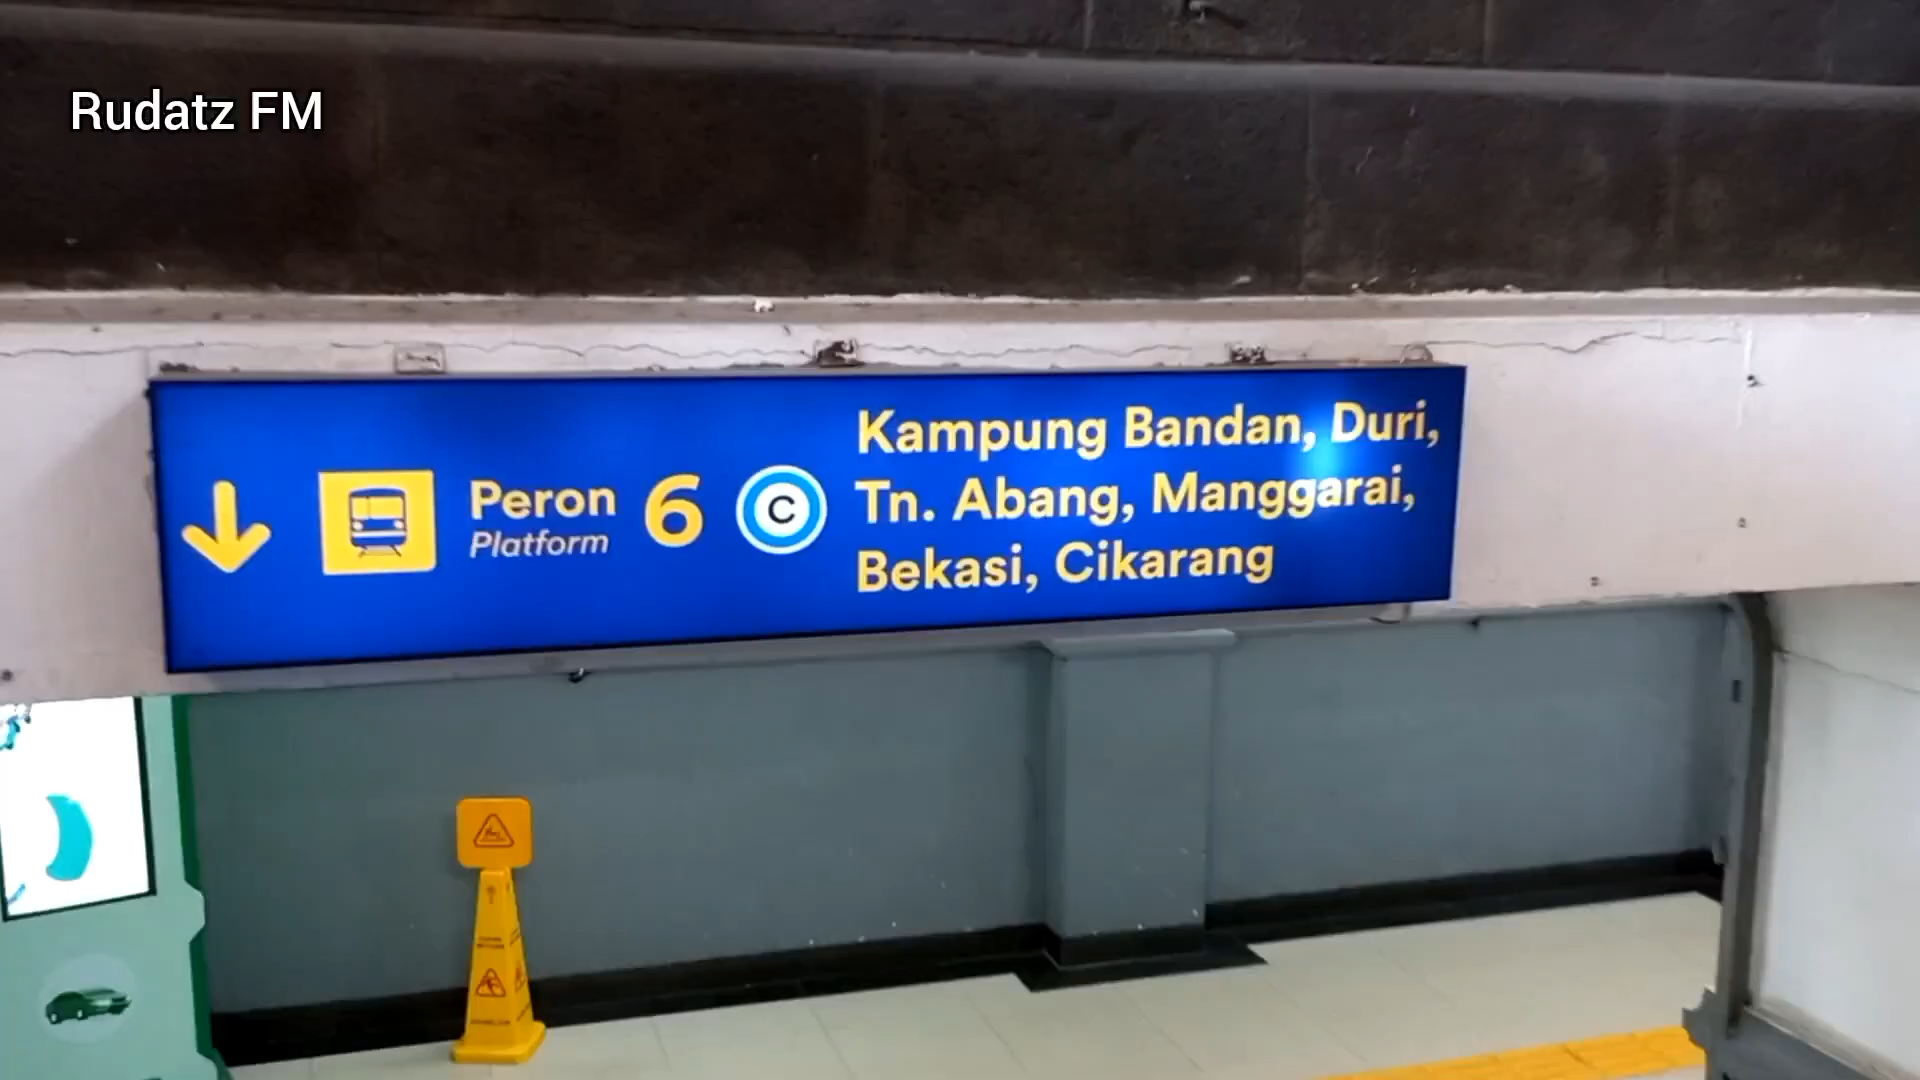 Rudatz FM
Peron
Platform
6
C
Kampung Bandan, Duri,
Tn. Abang, Manggarai,
Bekasi, Cikarang